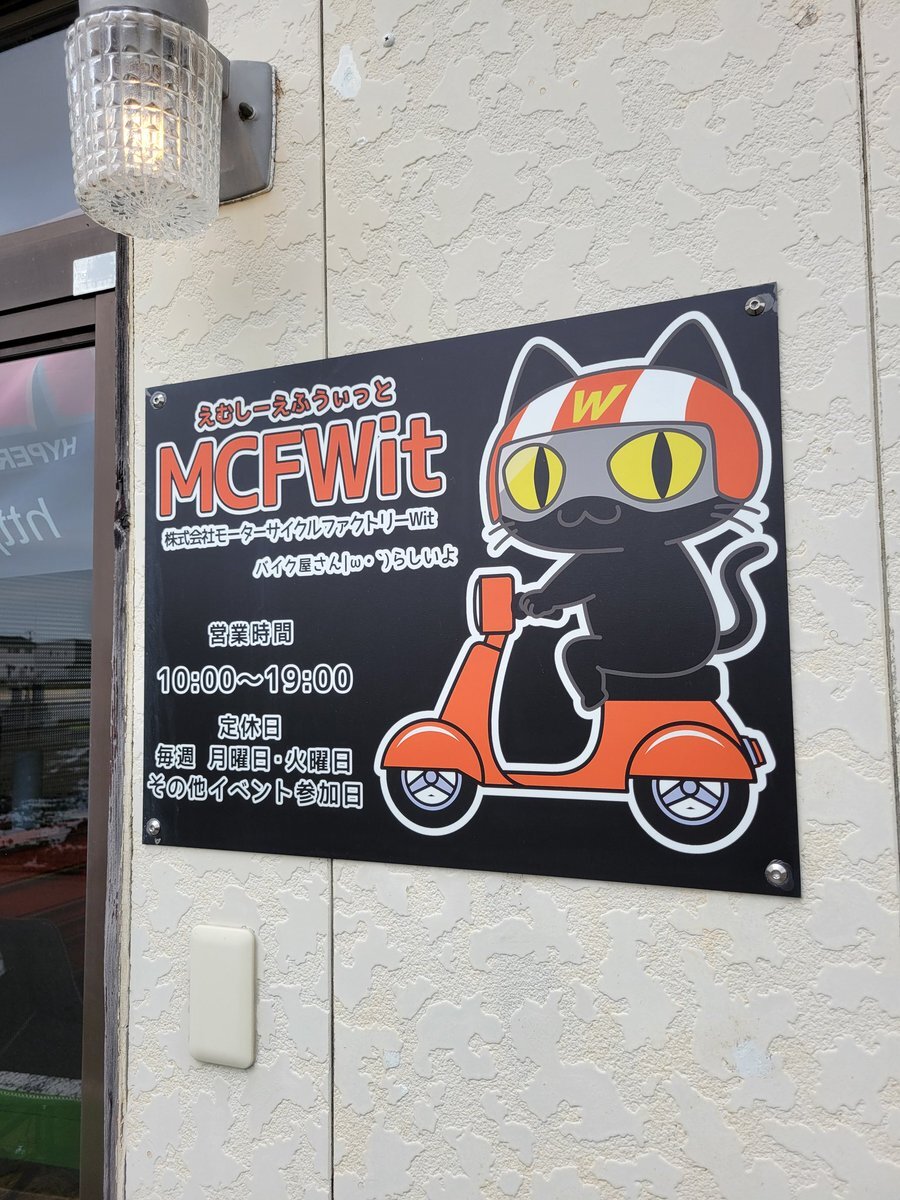 えむしーえふうぃっと
MCFWit
株式会社モーターサイクルファクトリーWit
バイク屋さん|ω・`)らしいよ
営業時間
10:00～19:00
定休日
毎週 月曜日・火曜日
その他イベント参加日
W
HYPER